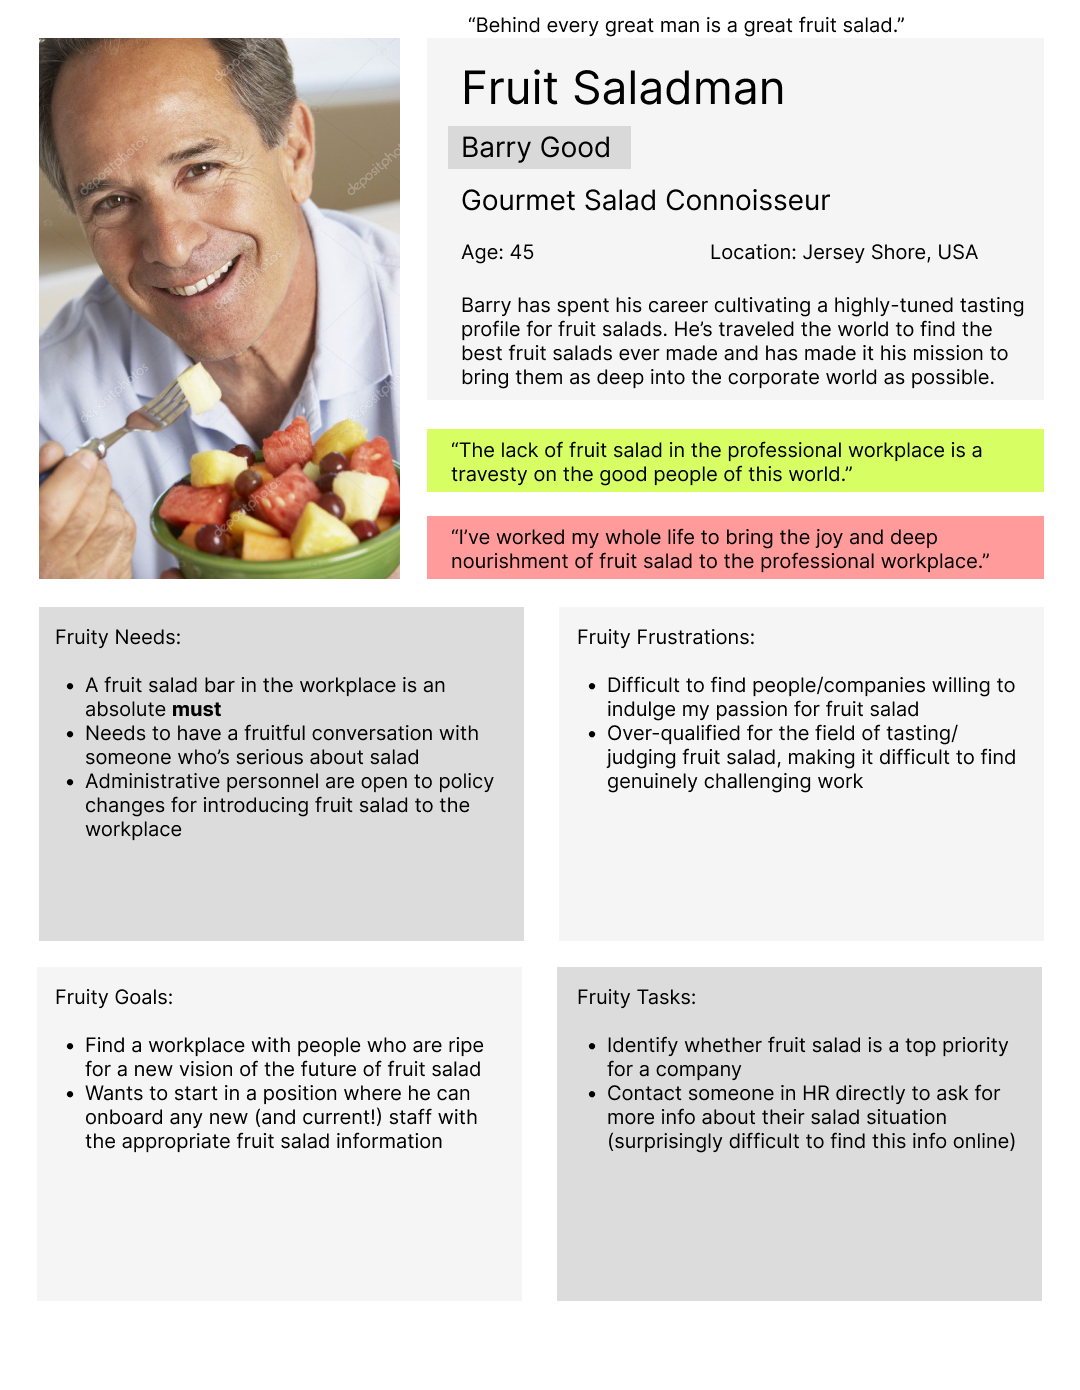 “Behind every great man is a great fruit salad.”
Fruit Saladman
Barry Good
Gourmet Salad Connoisseur
Age: 45 Location: Jersey Shore, USA
Barry has spent his career cultivating a highly-tuned tasting
profile for fruit salads. He’s traveled the world to find the
best fruit salads ever made and has made it his mission to
bring them as deep into the corporate world as possible.
“The lack of fruit salad in the professional workplace is a
travesty on the good people of this world.”
“I’ve worked my whole life to bring the joy and deep
nourishment of fruit salad to the professional workplace.”
depositphotos
depositphotos
depositphotos
depositphotos
depositphotos
depositphotos
Fruity Needs:
• A fruit salad bar in the workplace is an
absolute must
• Needs to have a fruitful conversation with
someone who’s serious about salad
• Administrative personnel are open to policy
changes for introducing fruit salad to the
workplace
Fruity Frustrations:
• Difficult to find people/companies willing to
indulge my passion for fruit salad
• Over-qualified for the field of tasting/
judging fruit salad, making it difficult to find
genuinely challenging work
Fruity Goals:
• Find a workplace with people who are ripe
for a new vision of the future of fruit salad
• Wants to start in a position where he can
onboard any new (and current!) staff with
the appropriate fruit salad information
Fruity Tasks:
• Identify whether fruit salad is a top priority
for a company
• Contact someone in HR directly to ask for
more info about their salad situation
(surprisingly difficult to find this info online)